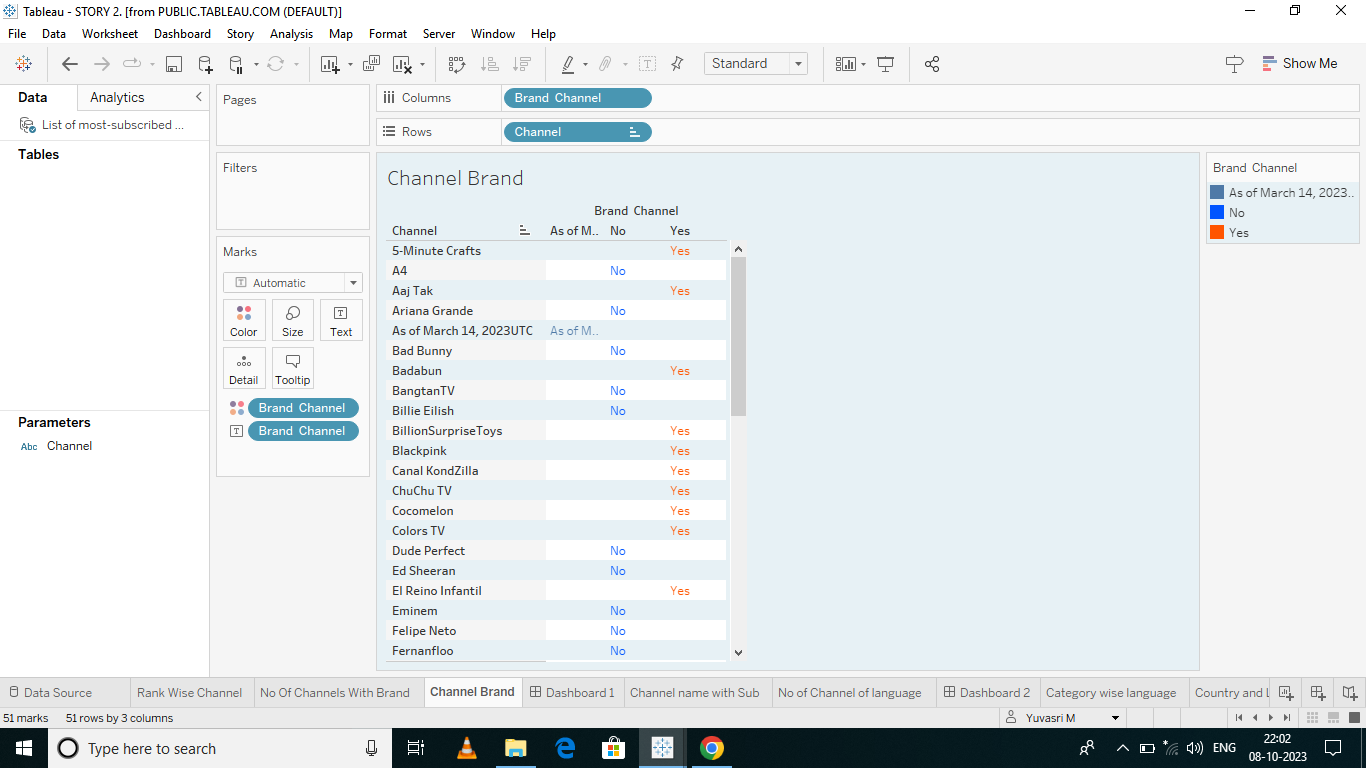 Tableau - STORY 2. [from PUBLIC.TABLEAU.COM (DEFAULT)]
File Data Worksheet Dashboard Story Analysis Map Format Server Window Help
Standard Show Me
Data Analytics
List of most-subscribed ...
Tables
Parameters
Abc Channel
Pages
Filters
Marks
Automatic
Color Size Text
Detail Tooltip
Brand Channel
Brand Channel
Columns Brand Channel
Rows Channel
Channel Brand
Brand Channel
Channel As of M.. No Yes
5-Minute Crafts Yes
A4 No
Aaj Tak Yes
Ariana Grande No
As of March 14, 2023UTC As of M..
Bad Bunny No
Badabun Yes
BangtanTV No
Billie Eilish No
BillionSurpriseToys Yes
Blackpink Yes
Canal KondZilla Yes
ChuChu TV Yes
Cocomelon Yes
Colors TV Yes
Dude Perfect No
Ed Sheeran No
El Reino Infantil Yes
Eminem No
Felipe Neto No
Fernanfloo No
Brand Channel
As of March 14, 2023..
No
Yes
Data Source Rank Wise Channel No Of Channels With Brand Channel Brand Dashboard 1 Channel name with Sub No of Channel of language Dashboard 2 Category wise language Country and L
51 marks 51 rows by 3 columns Yuvasri M
Type here to search ENG 22:02
08-10-2023